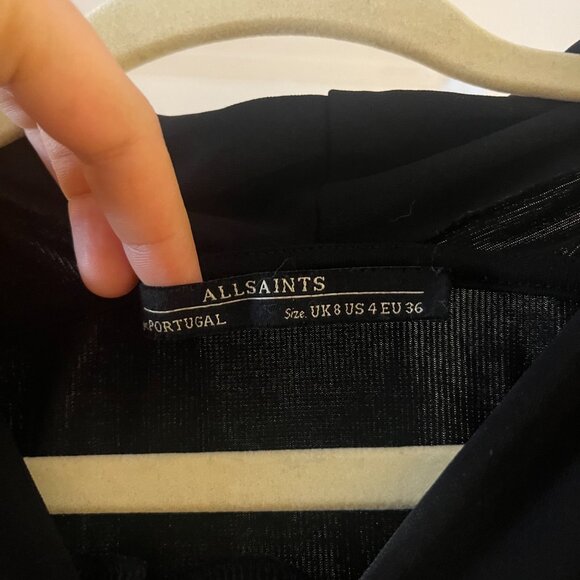 ALLSAINTS
PORTUGAL Size. UK 8 US 4 EU 36